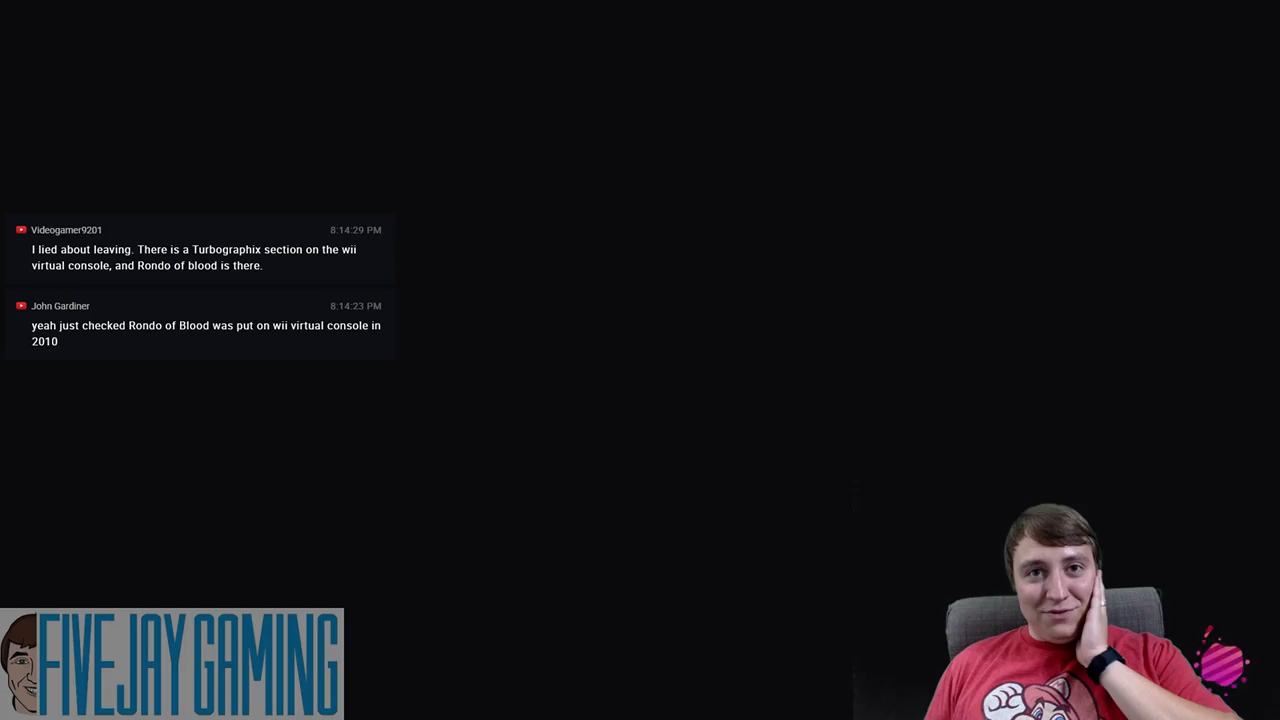 Videogamer9201
8:14:29 PM
I lied about leaving. There is a Turbographix section on the wii
virtual console, and Rondo of blood is there.
John Gardiner
8:14:23 PM
yeah just checked Rondo of Blood was put on wii virtual console in
2010
FIVEJAYGAMING